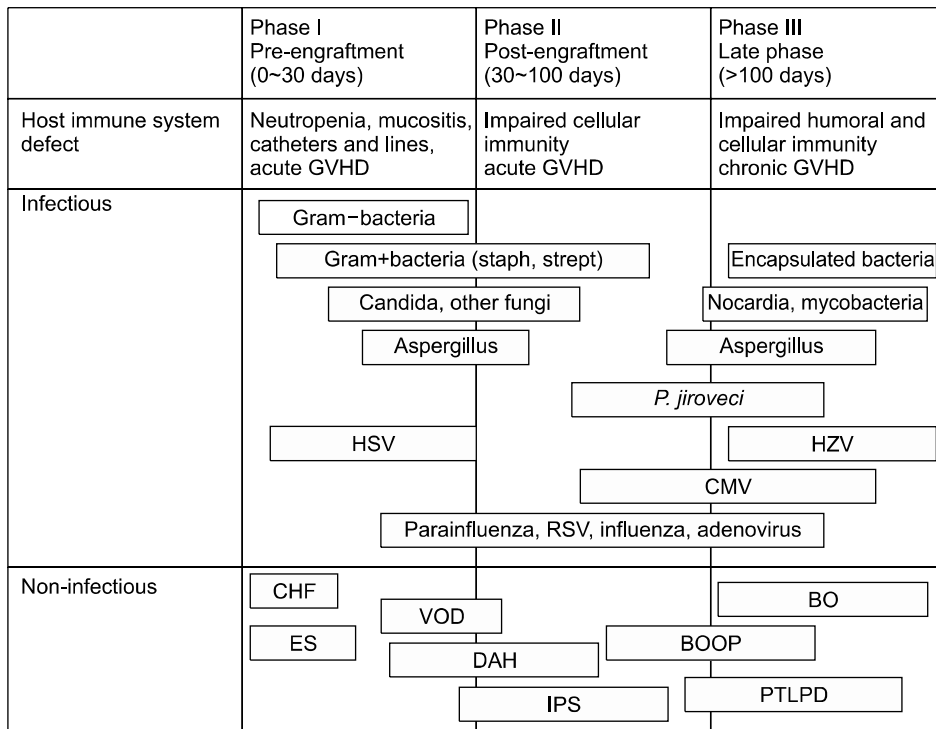 Phase I
Pre-engraftment
(0~30 days)
Phase II
Post-engraftment
(30~100 days)
Phase III
Late phase
(>100 days)
Host immune system
defect
Neutropenia, mucositis,
catheters and lines,
acute GVHD
Impaired cellular
immunity
acute GVHD
Impaired humoral and
cellular immunity
chronic GVHD
Infectious
Gram−bacteria
Gram+bacteria (staph, strept)
Encapsulated bacteria
Candida, other fungi
Nocardia, mycobacteria
Aspergillus
Aspergillus
P. jiroveci
HSV
HZV
CMV
Parainfluenza, RSV, influenza, adenovirus
Non-infectious
CHF
BO
VOD
ES
BOOP
DAH
PTLPD
IPS